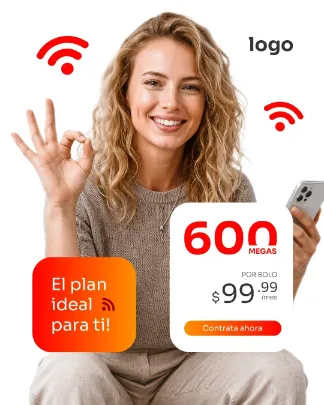 logo
600
MEGAS
El plan
ideal
para ti!
POR SOLO
$99.99
/mes
Contrata ahora